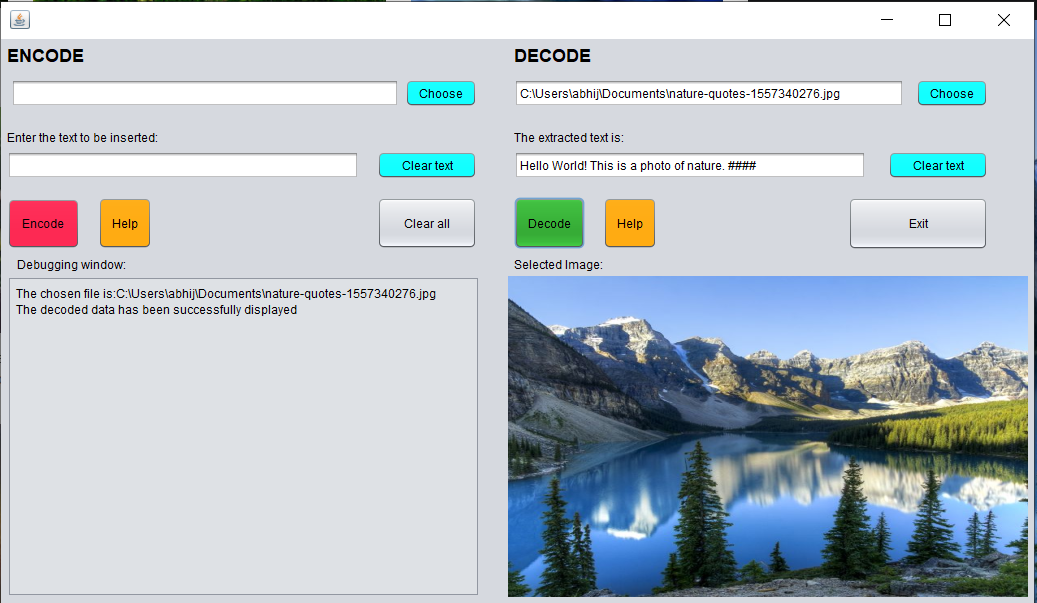 ENCODE
Choose
Enter the text to be inserted:
Clear text
Encode
Help
Clear all
Debugging window:
The chosen file is:C:\Users\abhij\Documents\nature-quotes-1557340276.jpg
The decoded data has been successfully displayed
DECODE
C:\Users\abhij\Documents\nature-quotes-1557340276.jpg
Choose
The extracted text is:
Hello World! This is a photo of nature. ####
Clear text
Decode
Help
Exit
Selected Image: